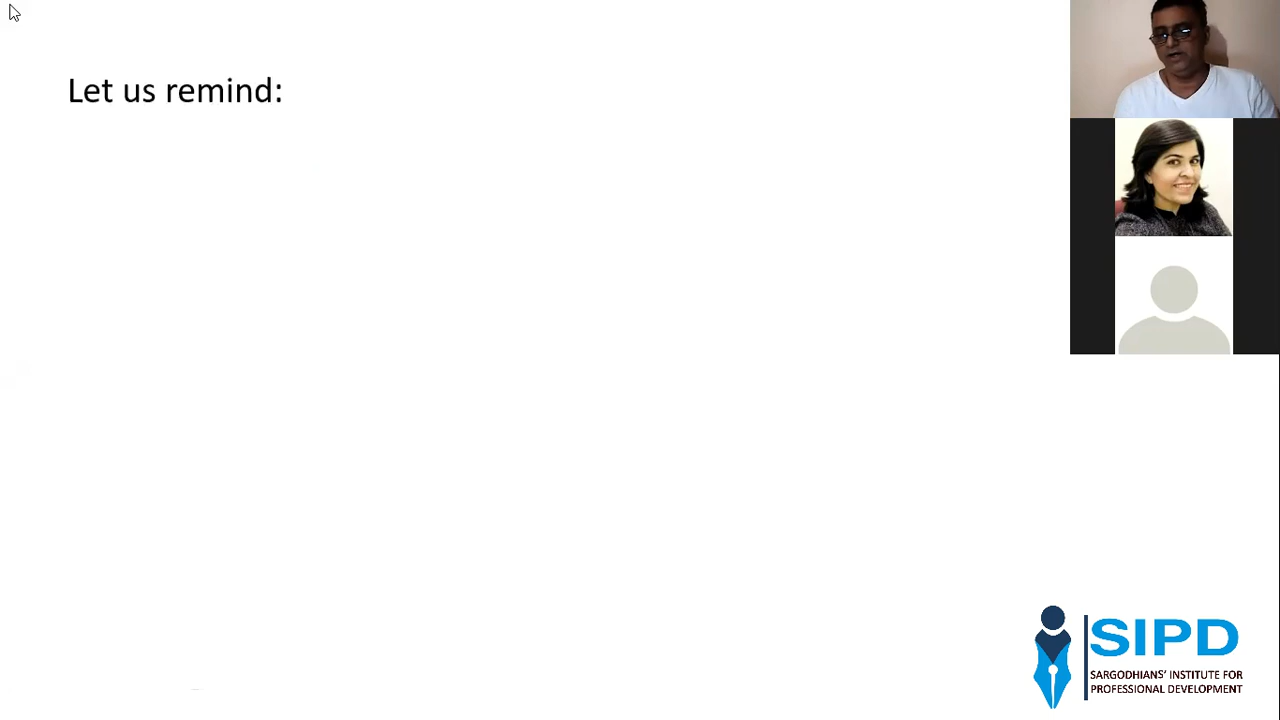 Let us remind:
SIPD
SARGODHIANS' INSTITUTE FOR
PROFESSIONAL DEVELOPMENT